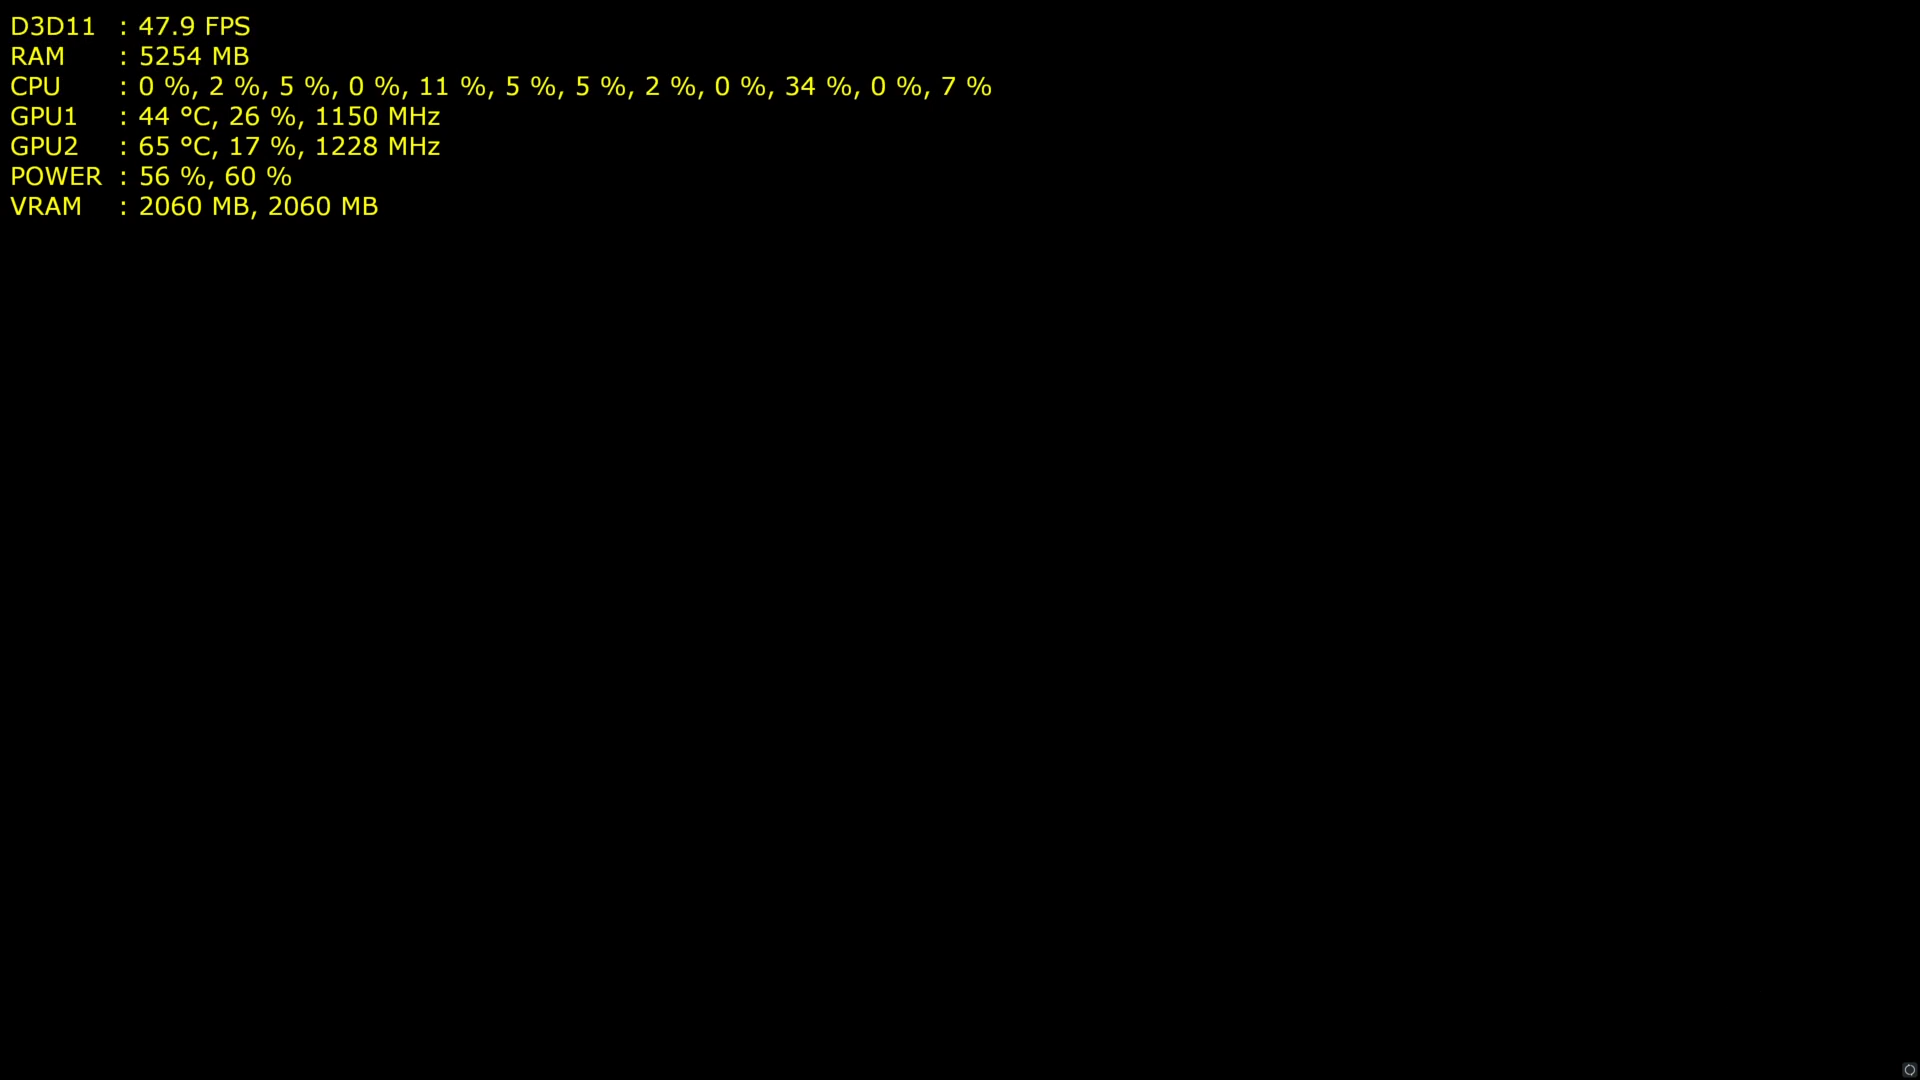 D3D11 : 47.9 FPS
RAM : 5254 MB
CPU : 0 %, 2 %, 5 %, 0 %, 11 %, 5 %, 5 %, 2 %, 0 %, 34 %, 0 %, 7 %
GPU1 : 44 °C, 26 %, 1150 MHz
GPU2 : 65 °C, 17 %, 1228 MHz
POWER : 56 %, 60 %
VRAM : 2060 MB, 2060 MB